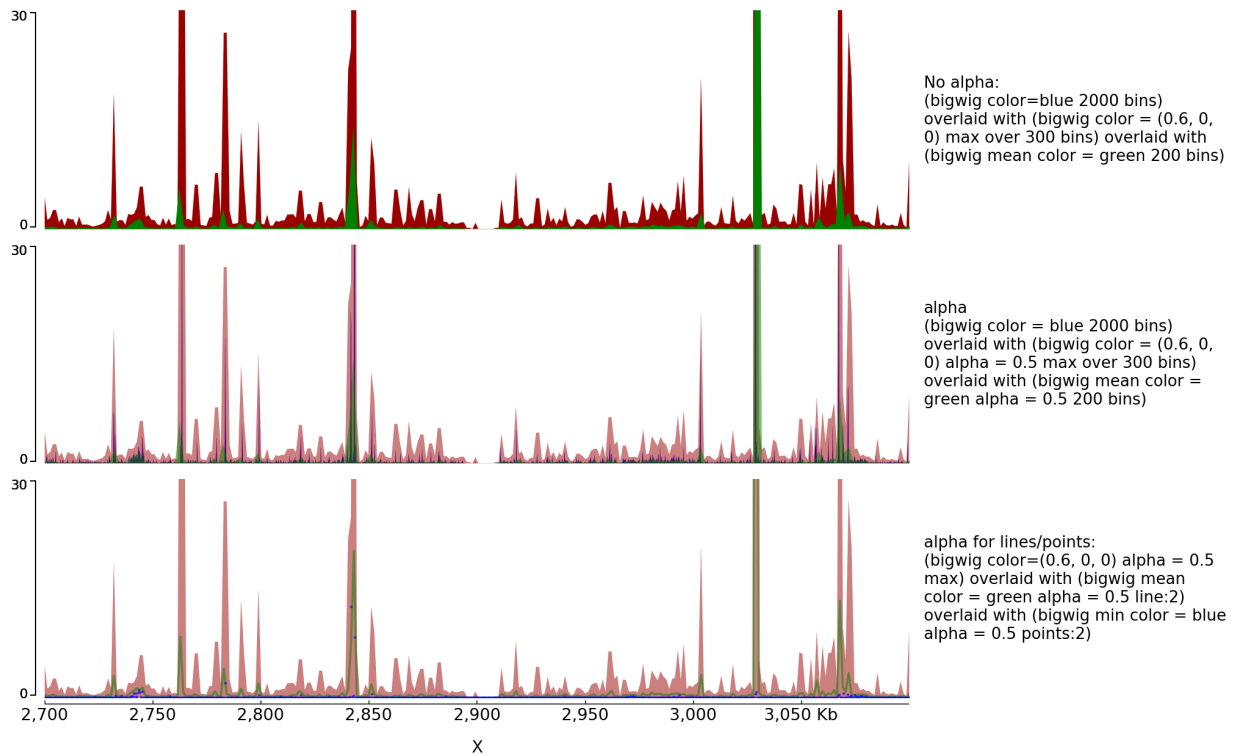 30
0
No alpha:
(bigwig color=blue 2000 bins)
overlaid with (bigwig color = (0.6, 0,
0) max over 300 bins) overlaid with
(bigwig mean color = green 200 bins)
30
0
alpha
(bigwig color = blue 2000 bins)
overlaid with (bigwig color = (0.6, 0,
0) alpha = 0.5 max over 300 bins)
overlaid with (bigwig mean color =
green alpha = 0.5 200 bins)
30
0
alpha for lines/points:
(bigwig color=(0.6, 0, 0) alpha = 0.5
max) overlaid with (bigwig mean
color = green alpha = 0.5 line:2)
overlaid with (bigwig min color = blue
alpha = 0.5 points:2)
2,700 2,750 2,800 2,850 2,900 2,950 3,000 3,050 Kb
X